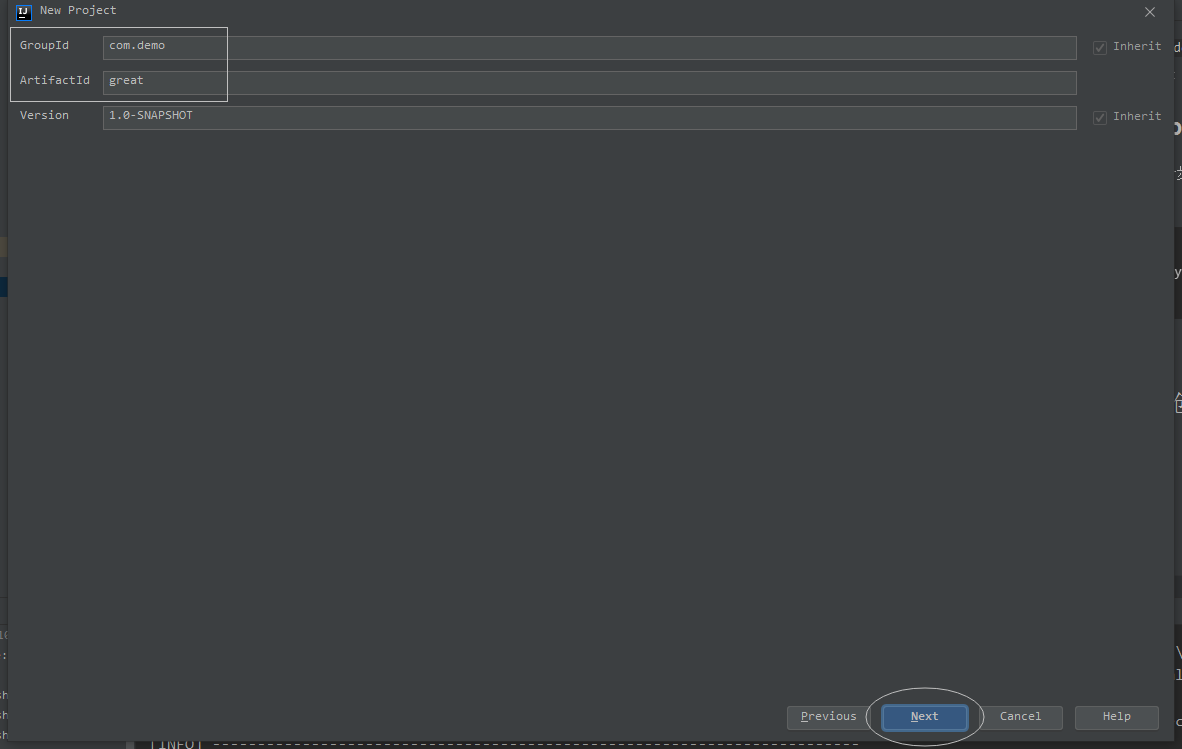 IJ New Project
GroupId com.demo Inherit
ArtifactId great
Version 1.0-SNAPSHOT Inherit
Previous Next Cancel Help
[INFO] ------------------------------------------------------------------------